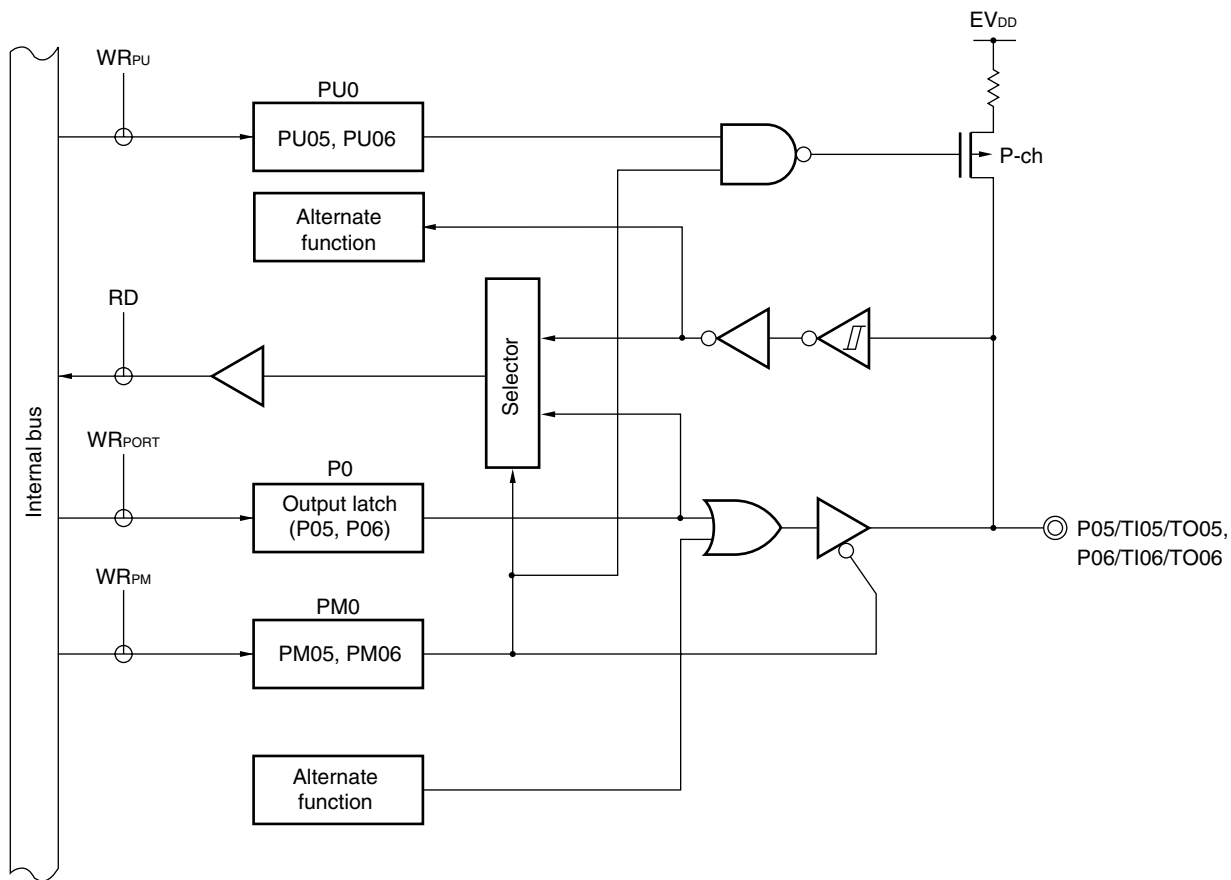 EVDD
WRPU
PU0
PU05, PU06
P-ch
Alternate
function
RD
Selector
Internal bus
WRPORT
P0
Output latch
(P05, P06)
P05/TI05/TO05,
P06/TI06/TO06
WRPM
PM0
PM05, PM06
Alternate
function